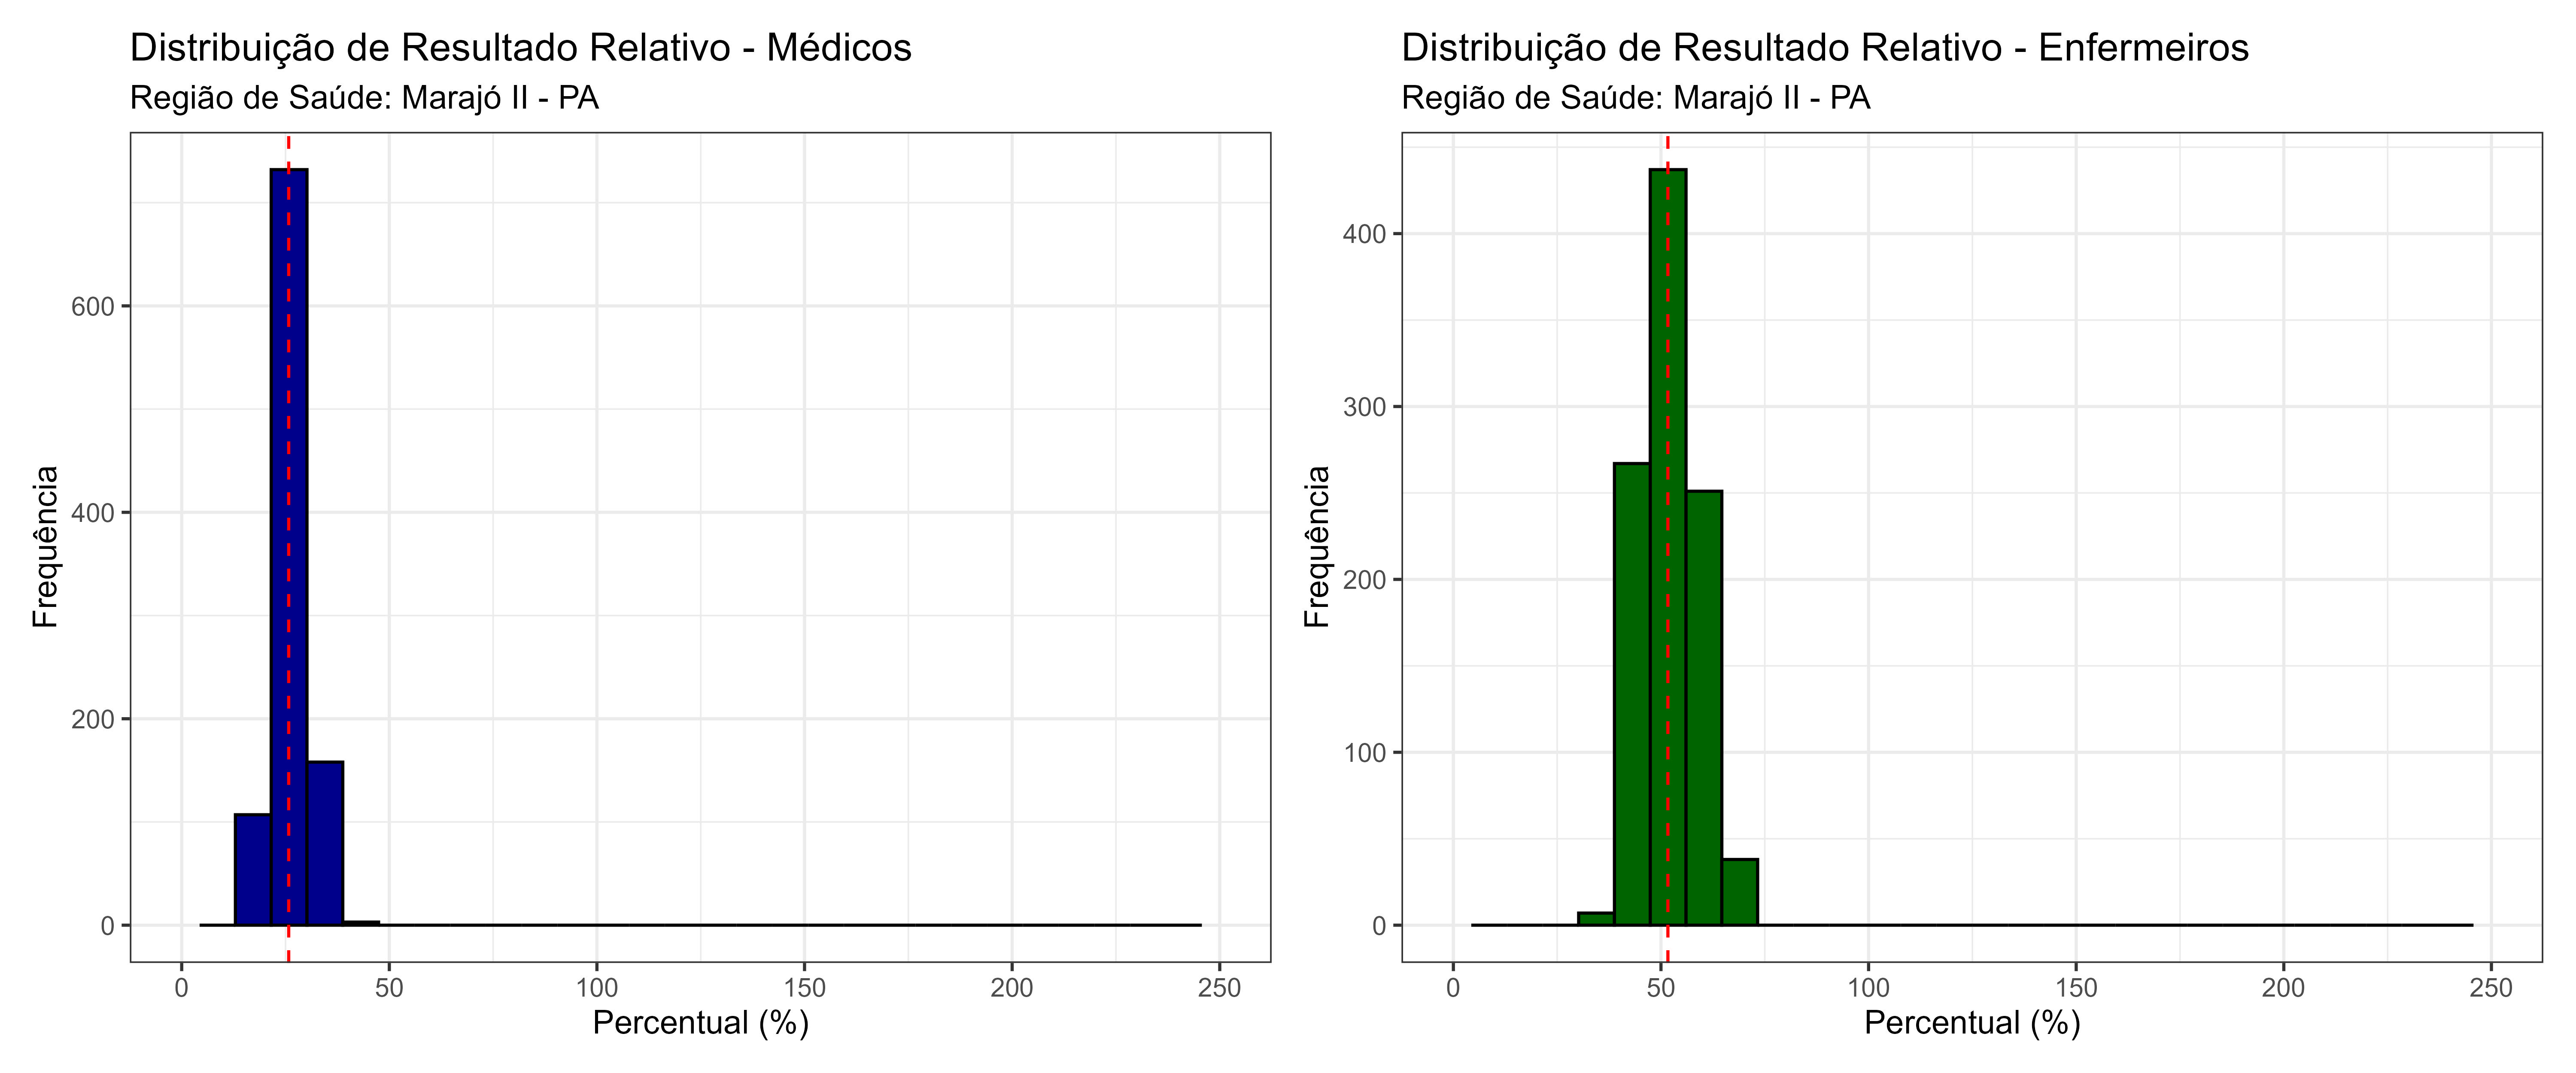 Distribuição de Resultado Relativo - Médicos
Região de Saúde: Marajó II - PA
Frequência
600
400
200
0
0 50 100 150 200 250
Percentual (%)
Distribuição de Resultado Relativo - Enfermeiros
Região de Saúde: Marajó II - PA
Frequência
400
300
200
100
0
0 50 100 150 200 250
Percentual (%)